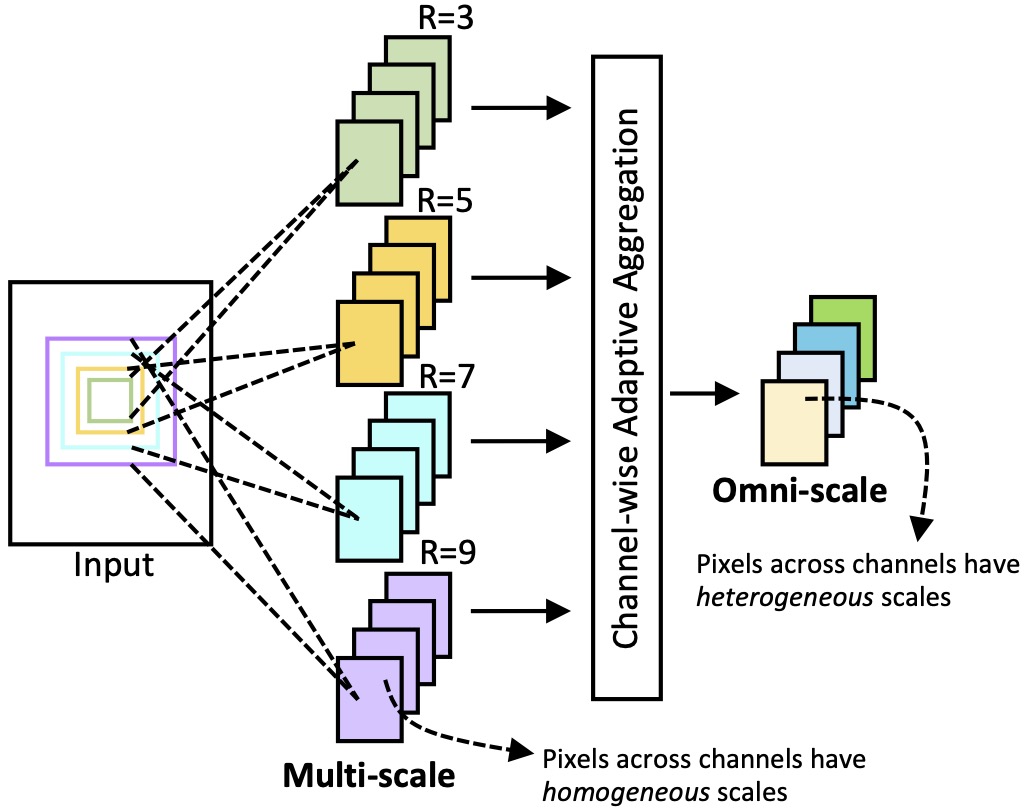 R=3
R=5
R=7
R=9
Input
Multi-scale
Channel-wise Adaptive Aggregation
Omni-scale
Pixels across channels have
heterogeneous scales
Pixels across channels have
homogeneous scales